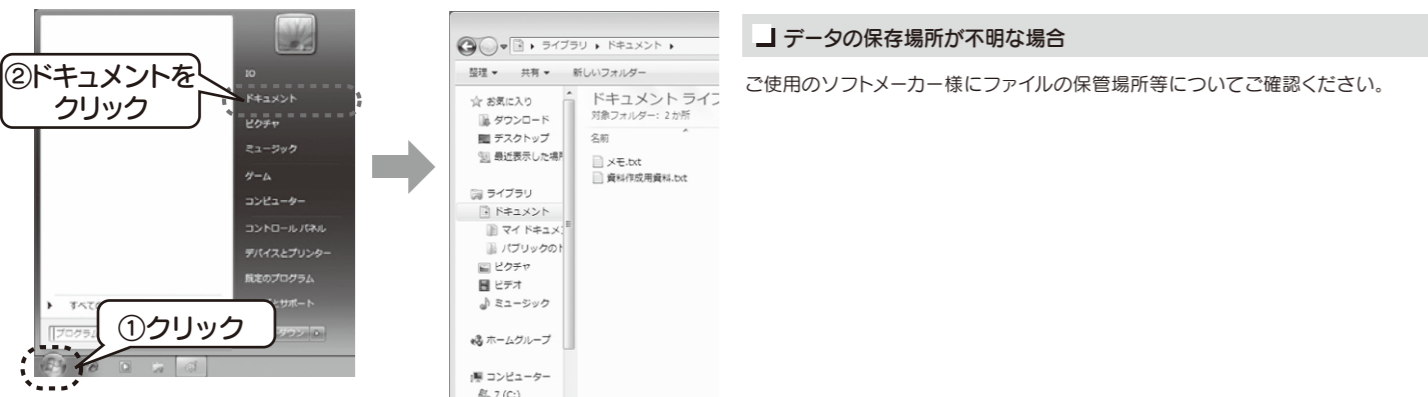 ②ドキュメントを
クリック
IO
ドキュメント
ピクチャ
ミュージック
ゲーム
コンピューター
コントロール パネル
デバイスとプリンター
既定のプログラム
とサポート
すべての
プログラム
①クリック
ライブラリ ▸ ドキュメント ▸
整理 ▼ 共有 ▼ 新しいフォルダー
お気に入り
ダウンロード
デスクトップ
最近表示した場所
ライブラリ
ドキュメント
マイ ドキュメ
パブリックのド
ピクチャ
ビデオ
ミュージック
ホームグループ
コンピューター
7 (C:)
ドキュメント ライブ
対象フォルダー: 2か所
名前
メモ.txt
資料作成用資料.txt
データの保存場所が不明な場合
ご使用のソフトメーカー様にファイルの保管場所等についてご確認ください。